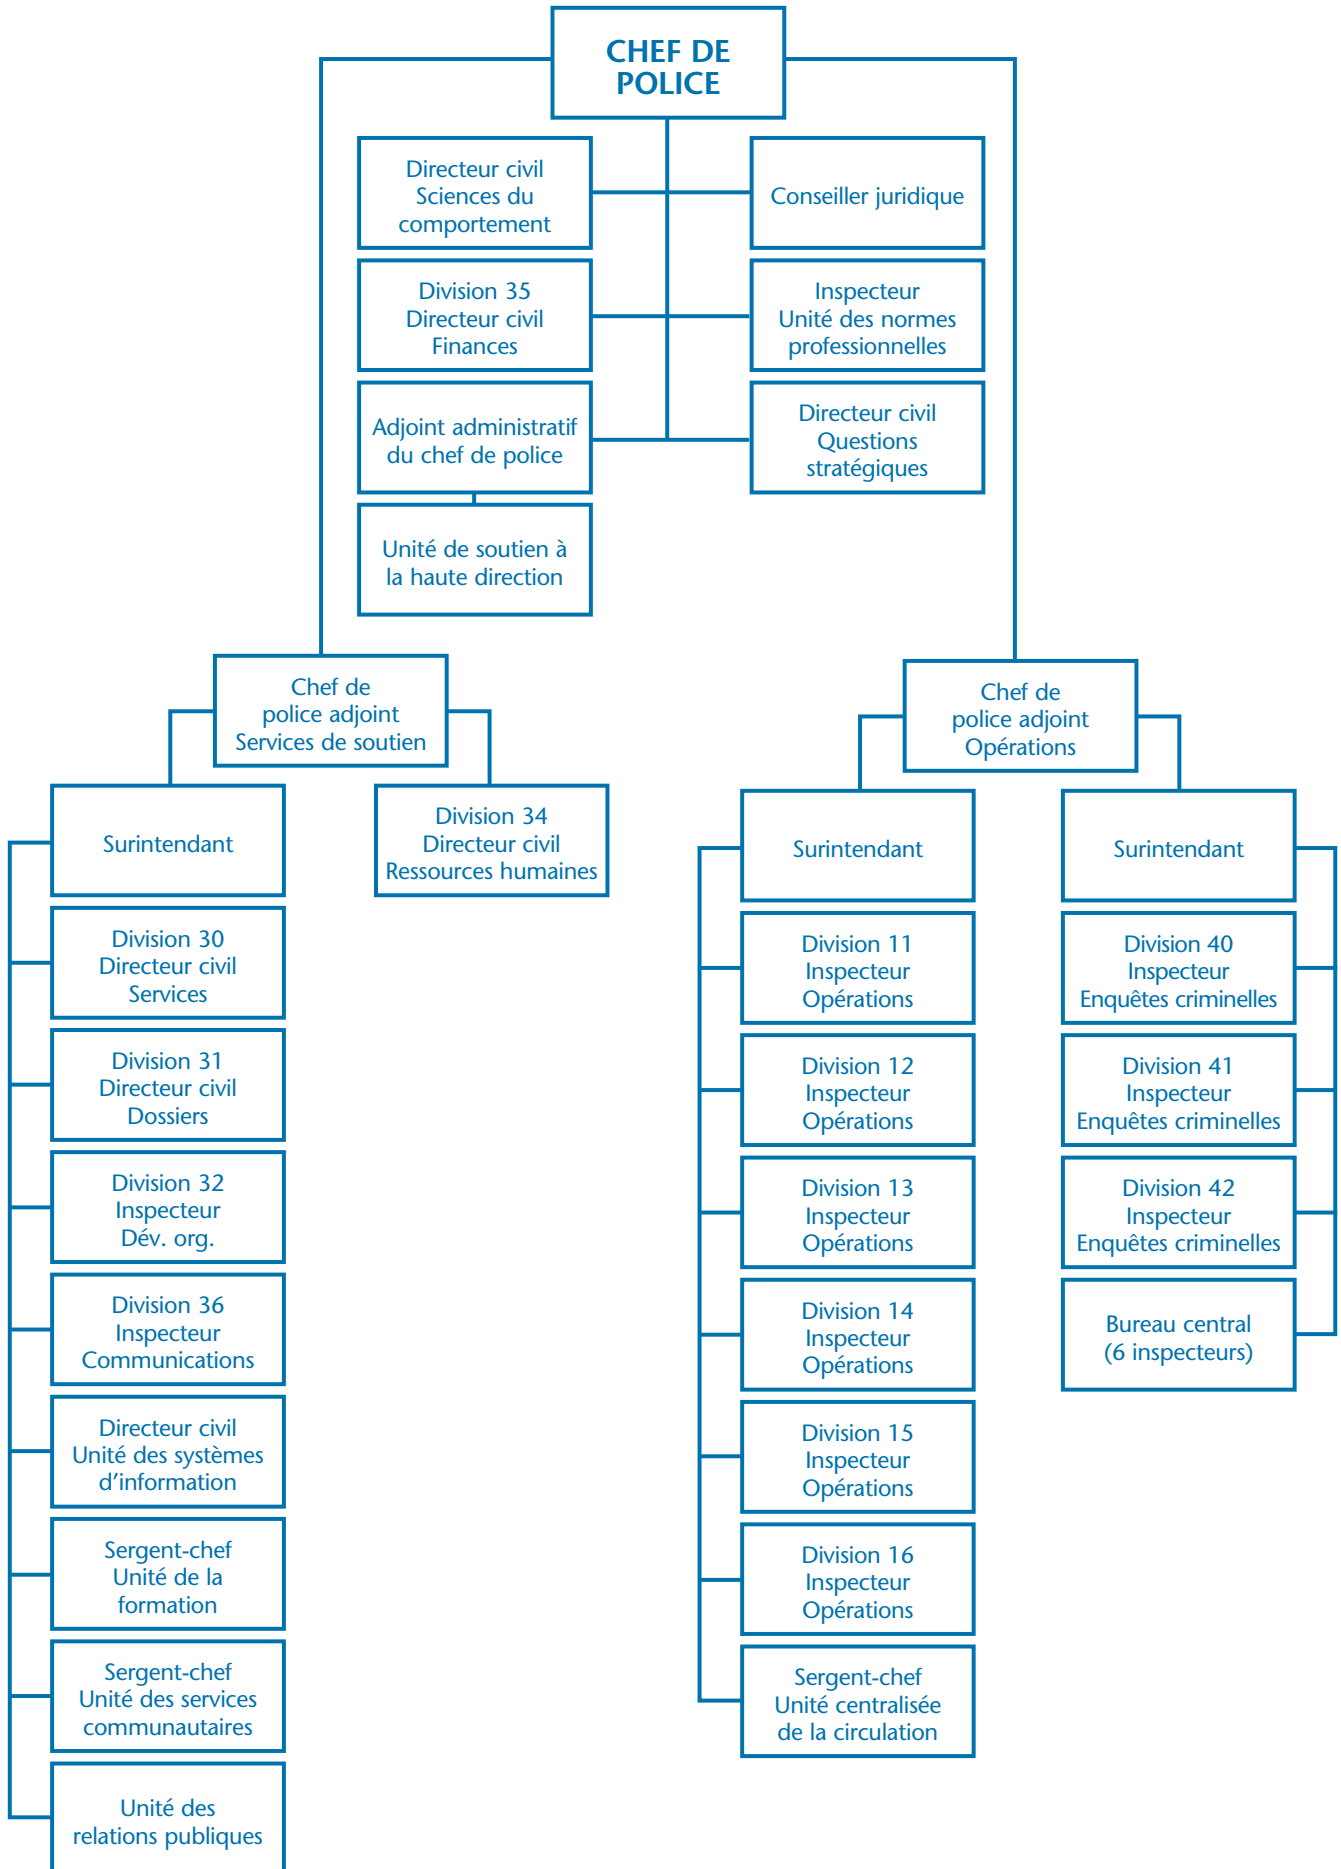 CHEF DE
POLICE
Directeur civil
Sciences du
comportement
Conseiller juridique
Division 35
Directeur civil
Finances
Inspecteur
Unité des normes
professionnelles
Adjoint administratif
du chef de police
Directeur civil
Questions
stratégiques
Unité de soutien à
la haute direction
Chef de
police adjoint
Services de soutien
Surintendant
Division 34
Directeur civil
Ressources humaines
Division 30
Directeur civil
Services
Division 31
Directeur civil
Dossiers
Division 32
Inspecteur
Dév. org.
Division 36
Inspecteur
Communications
Directeur civil
Unité des systèmes
d’information
Sergent-chef
Unité de la
formation
Sergent-chef
Unité des services
communautaires
Unité des
relations publiques
Chef de
police adjoint
Opérations
Surintendant
Division 11
Inspecteur
Opérations
Division 12
Inspecteur
Opérations
Division 13
Inspecteur
Opérations
Division 14
Inspecteur
Opérations
Division 15
Inspecteur
Opérations
Division 16
Inspecteur
Opérations
Sergent-chef
Unité centralisée
de la circulation
Surintendant
Division 40
Inspecteur
Enquêtes criminelles
Division 41
Inspecteur
Enquêtes criminelles
Division 42
Inspecteur
Enquêtes criminelles
Bureau central
(6 inspecteurs)